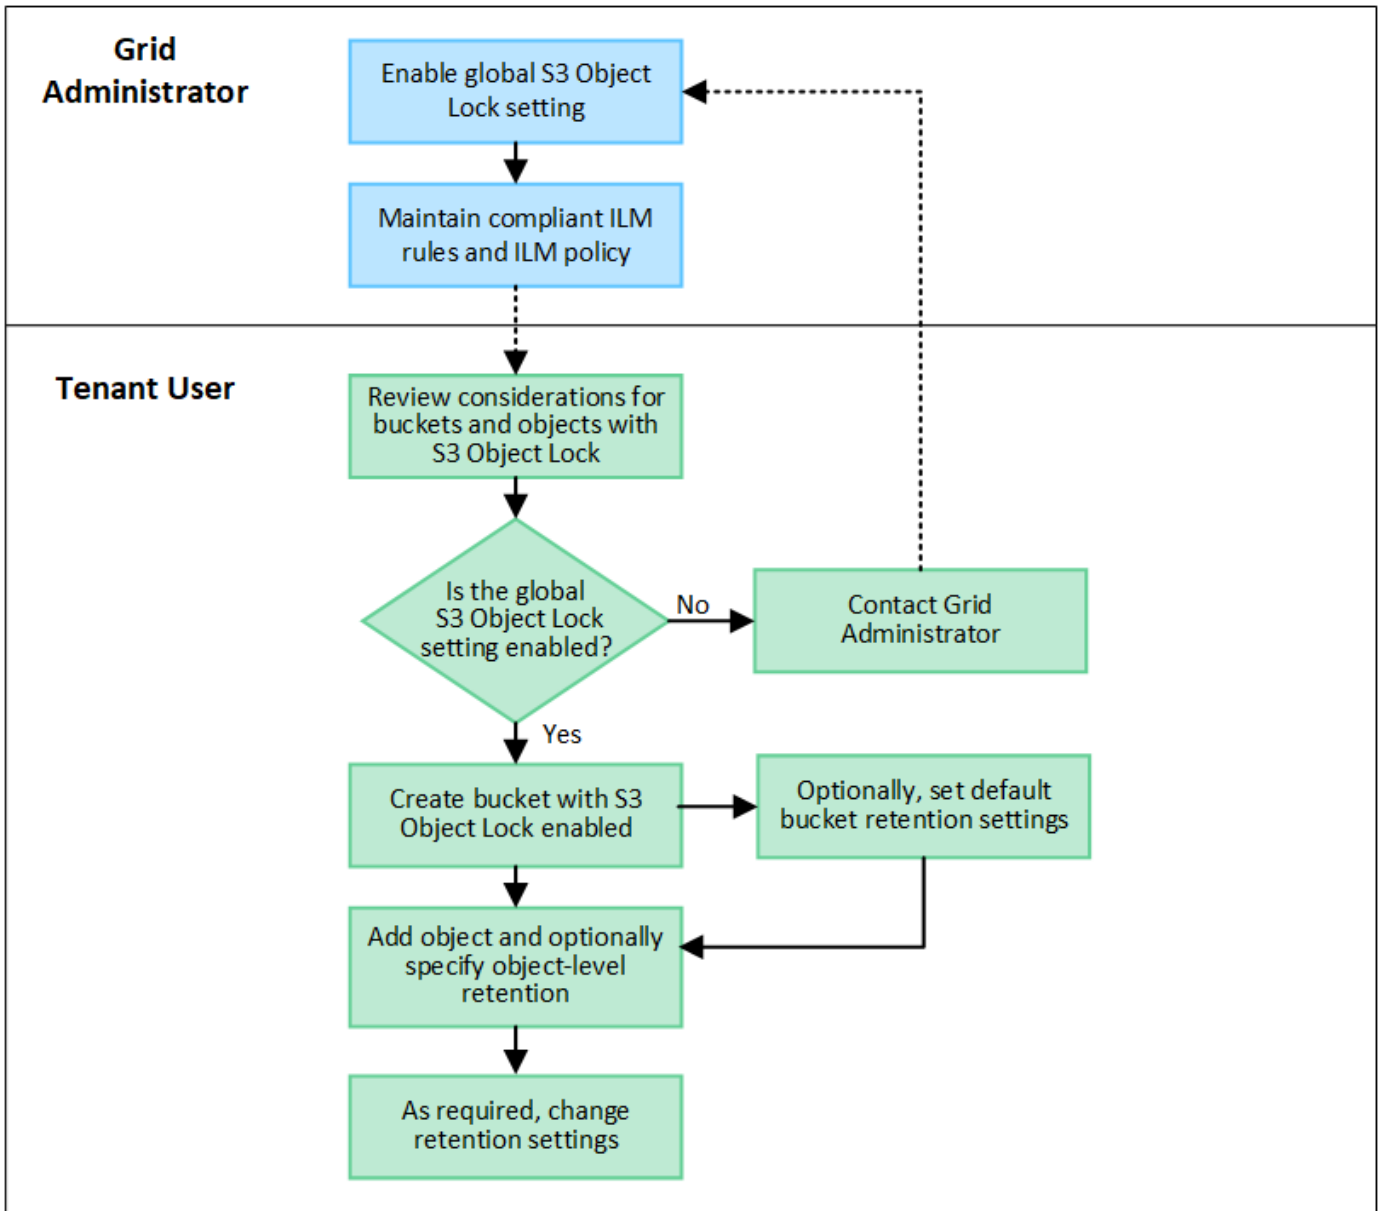 Grid
Administrator
Enable global S3 Object
Lock setting
Maintain compliant ILM
rules and ILM policy
Tenant User
Review considerations for
buckets and objects with
S3 Object Lock
Is the global
S3 Object Lock
setting enabled?
No
Contact Grid
Administrator
Yes
Create bucket with S3
Object Lock enabled
Optionally, set default
bucket retention settings
Add object and optionally
specify object-level
retention
As required, change
retention settings